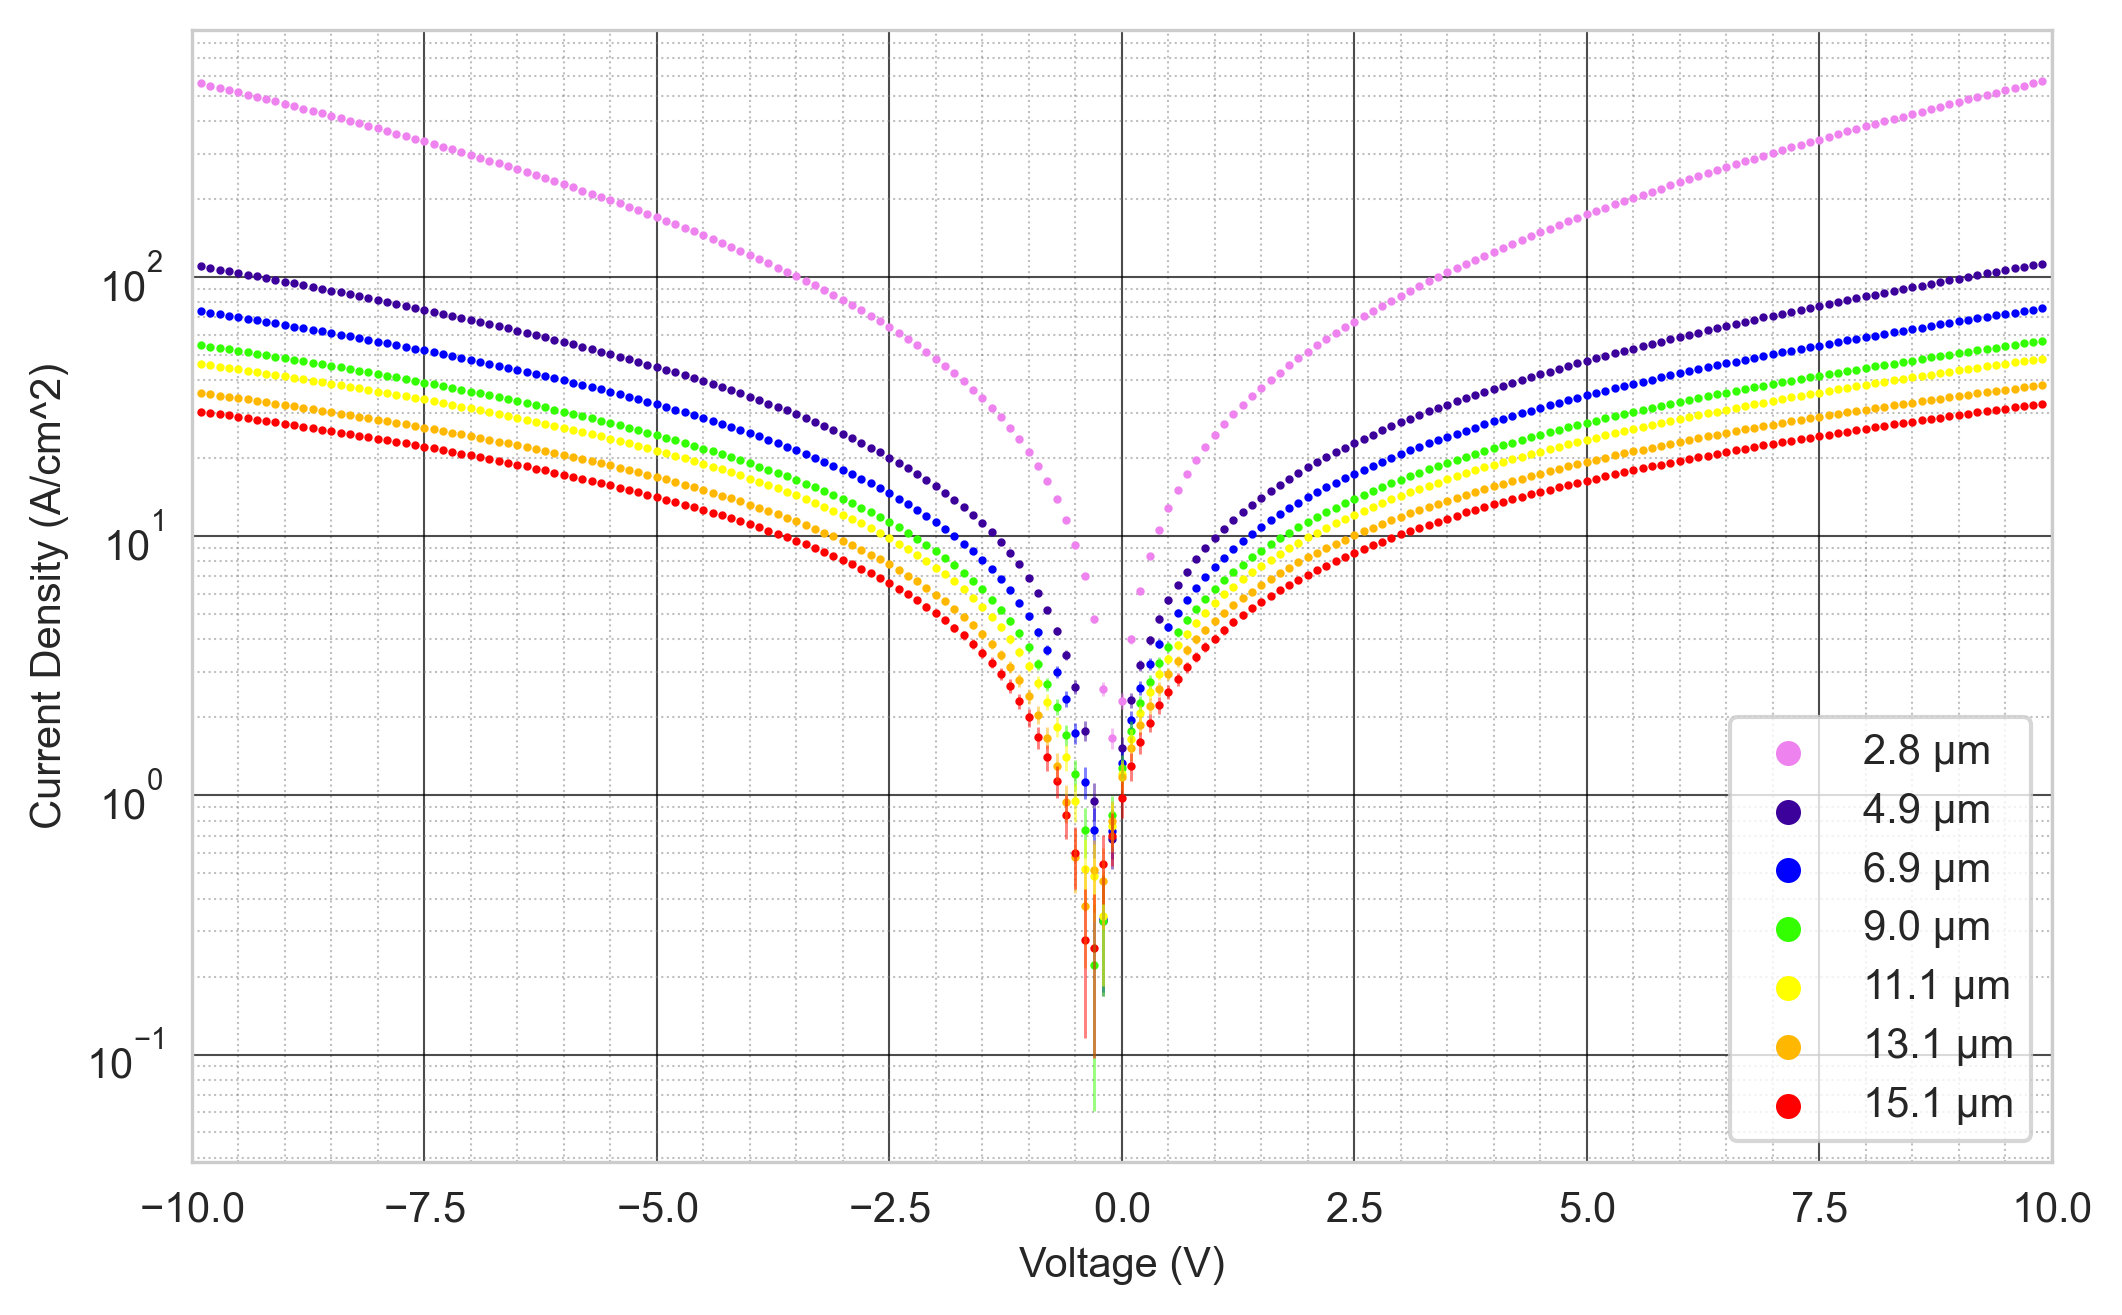 Current Density (A/cm^2)
10^2
10^1
10^0
10^−1
2.8 µm
4.9 µm
6.9 µm
9.0 µm
11.1 µm
13.1 µm
15.1 µm
−10.0 −7.5 −5.0 −2.5 0.0 2.5 5.0 7.5 10.0
Voltage (V)